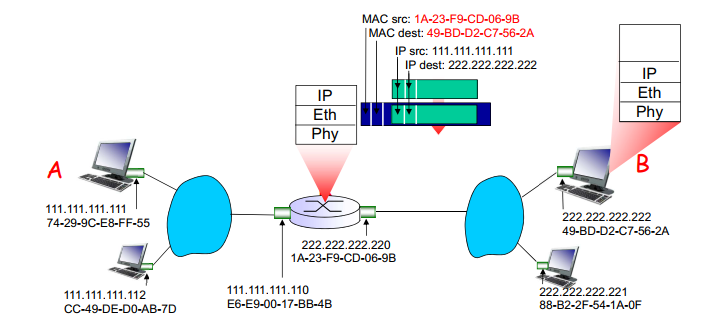 MAC src: 1A-23-F9-CD-06-9B
MAC dest: 49-BD-D2-C7-56-2A
IP src: 111.111.111.111
IP dest: 222.222.222.222
IP
Eth
Phy
IP
Eth
Phy
A
B
111.111.111.111
74-29-9C-E8-FF-55
222.222.222.222
49-BD-D2-C7-56-2A
222.222.222.220
1A-23-F9-CD-06-9B
111.111.111.112
CC-49-DE-D0-AB-7D
111.111.111.110
E6-E9-00-17-BB-4B
222.222.222.221
88-B2-2F-54-1A-0F